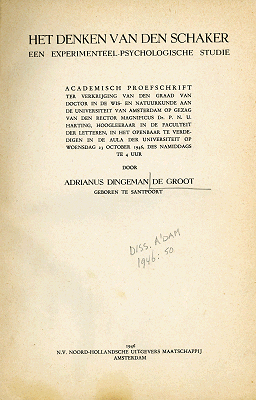 HET DENKEN VAN DEN SCHAKER
EEN EXPERIMENTEEL-PSYCHOLOGISCHE STUDIE
ACADEMISCH PROEFSCHRIFT
TER VERKRIJGING VAN DEN GRAAD VAN
DOCTOR IN DE WIS- EN NATUURKUNDE AAN
DE UNIVERSITEIT VAN AMSTERDAM OP GEZAG
VAN DEN RECTOR MAGNIFICUS Dr. P. N. U.
HARTING, HOOGLEERAAR IN DE FACULTEIT
DER LETTEREN, IN HET OPENBAAR TE VERDE-
DIGEN IN DE AULA DER UNIVERSITEIT OP
WOENSDAG 23 OCTOBER 1946, DES NAMIDDAGS
TE 4 UUR
DOOR
ADRIANUS DINGEMAN DE GROOT
GEBOREN TE SANTPOORT
DISS. A'DAM
1946: 50
1946
N.V. NOORD-HOLLANDSCHE UITGEVERS MAATSCHAPPIJ
AMSTERDAM